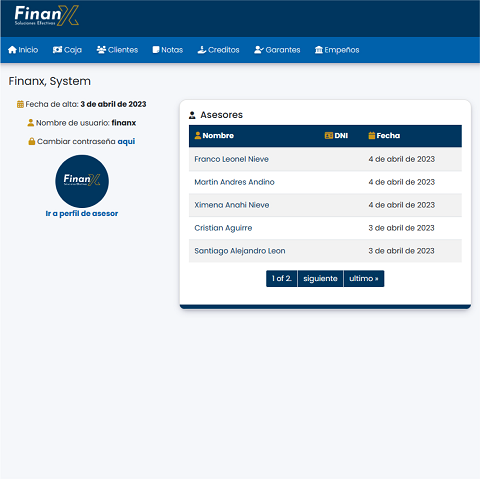 FinanX
Soluciones Efectivas
Inicio Caja Clientes Notas Creditos Garantes Empeños
Finanx, System
Fecha de alta: 3 de abril de 2023
Nombre de usuario: finanx
Cambiar contraseña aqui
FinanX
Soluciones Efectivas
Ir a perfil de asesor
Asesores
Nombre DNI Fecha
Franco Leonel Nieve 4 de abril de 2023
Martin Andres Andino 4 de abril de 2023
Ximena Anahi Nieve 4 de abril de 2023
Cristian Aguirre 3 de abril de 2023
Santiago Alejandro Leon 3 de abril de 2023
1 of 2. siguiente ultimo »